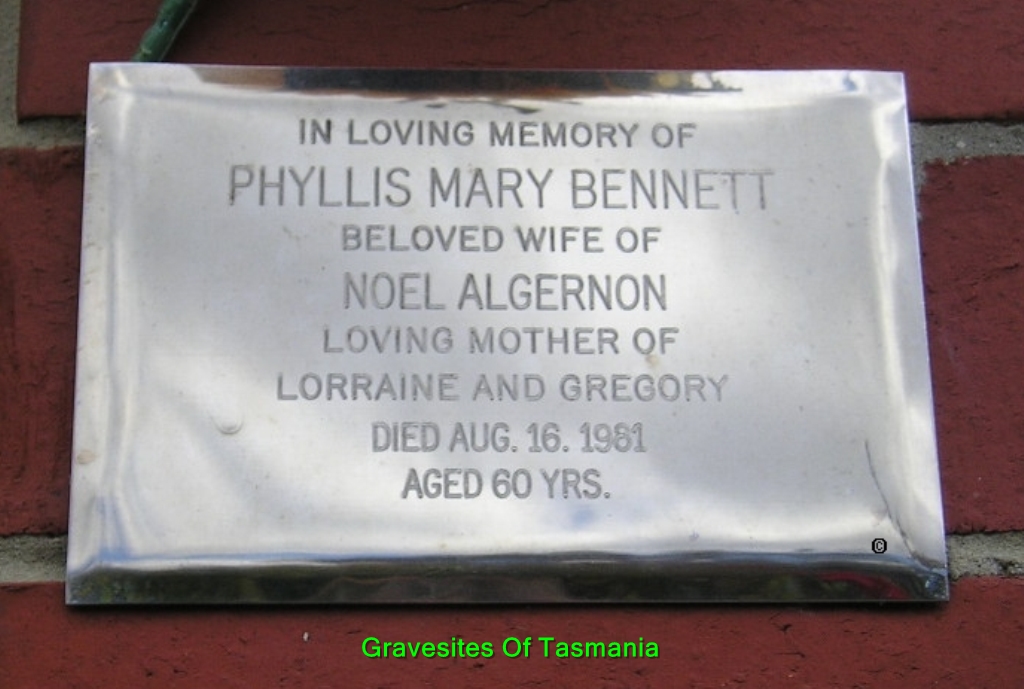 IN LOVING MEMORY OF
PHYLLIS MARY BENNETT
BELOVED WIFE OF
NOEL ALGERNON
LOVING MOTHER OF
LORRAINE AND GREGORY
DIED AUG. 16. 1981
AGED 60 YRS.
©
Gravesites Of Tasmania